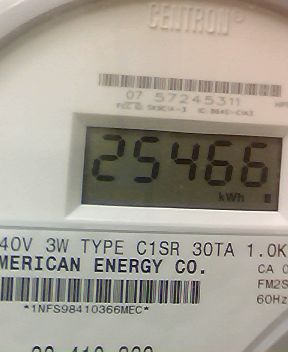 CENTRON®
07 57245311
25466
kWh
40V 3W TYPE C1SR 30TA 1.0K
MERICAN ENERGY CO.
CA 0
FM2S
60Hz
*1NFS98410366MEC*